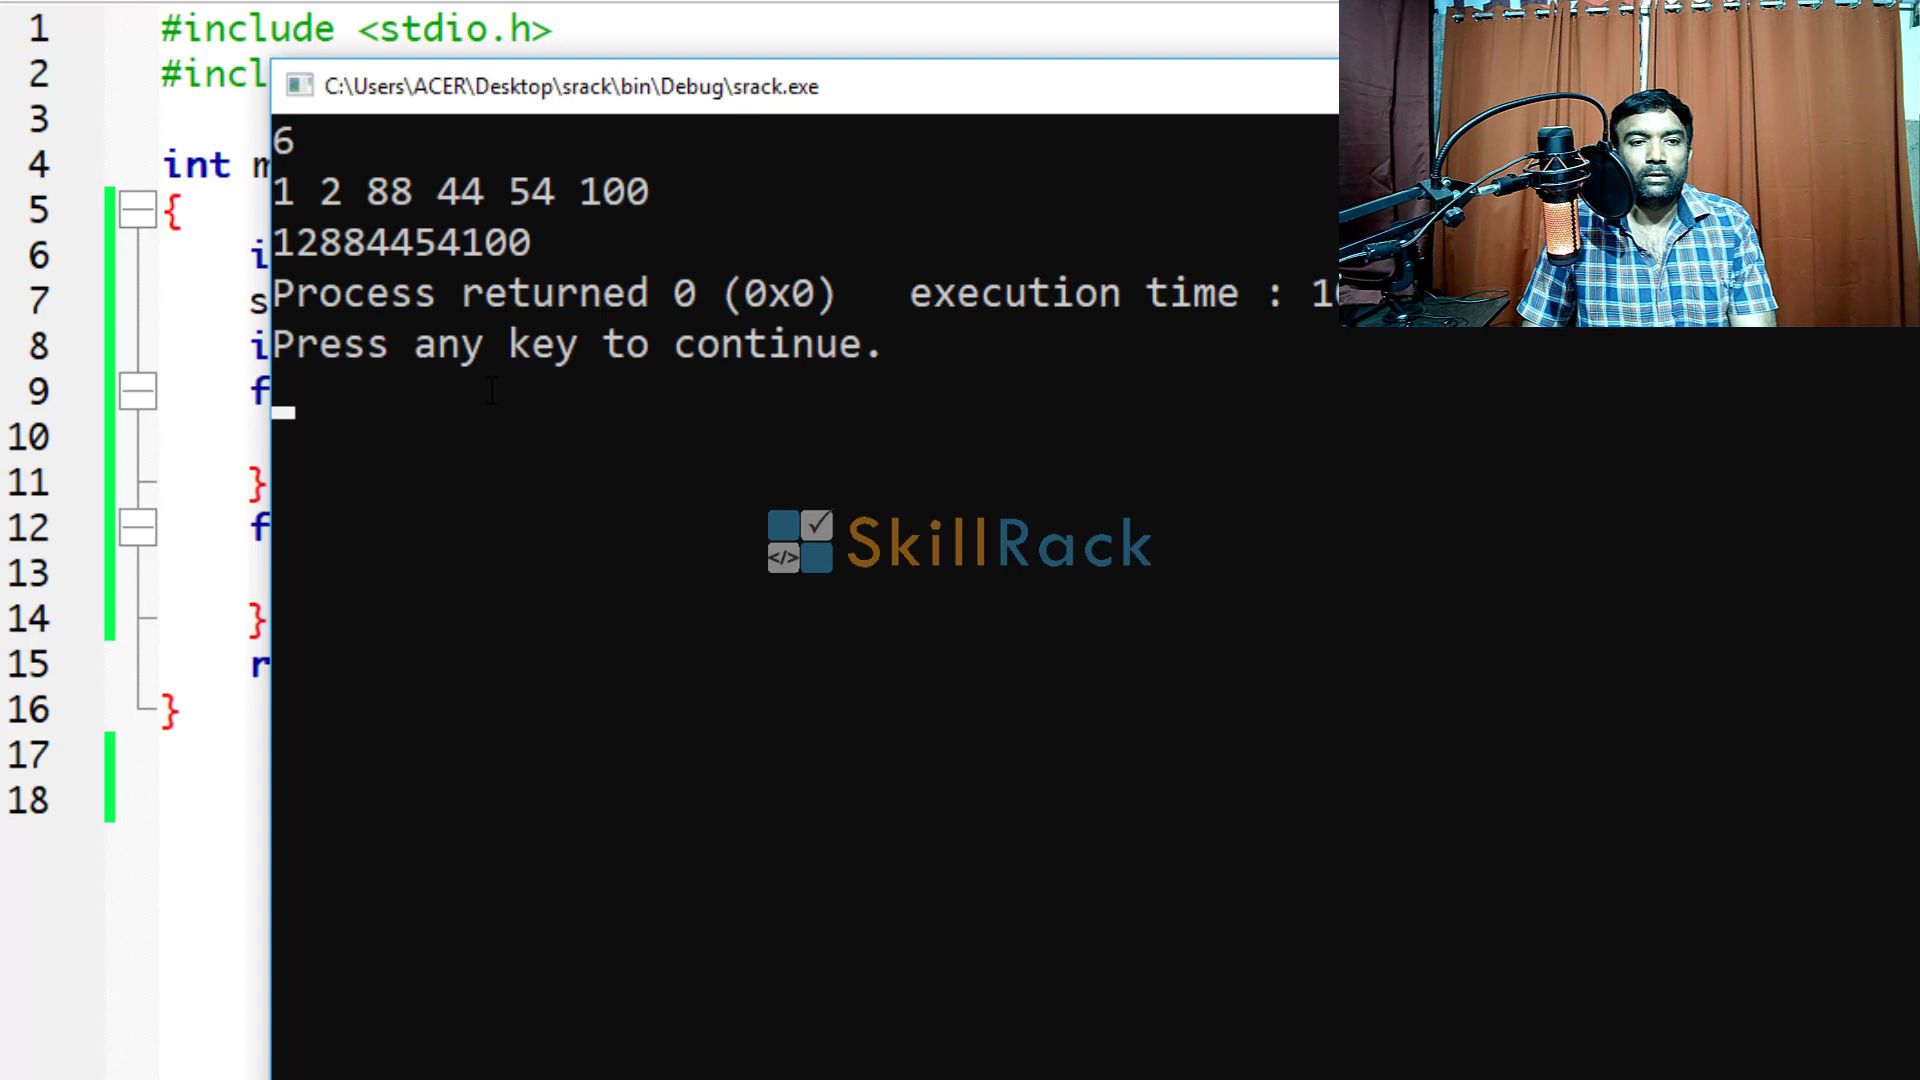 1 #include <stdio.h>
2 #incl
C:\Users\ACER\Desktop\srack\bin\Debug\srack.exe
3
4 int m
5 {
6 i
7 s
8 i
9 f
10
11 }
12 f
13
14 }
15 r
16 }
17
18
6
1 2 88 44 54 100
12884454100
Process returned 0 (0x0) execution time : 1
Press any key to continue.
</> SkillRack